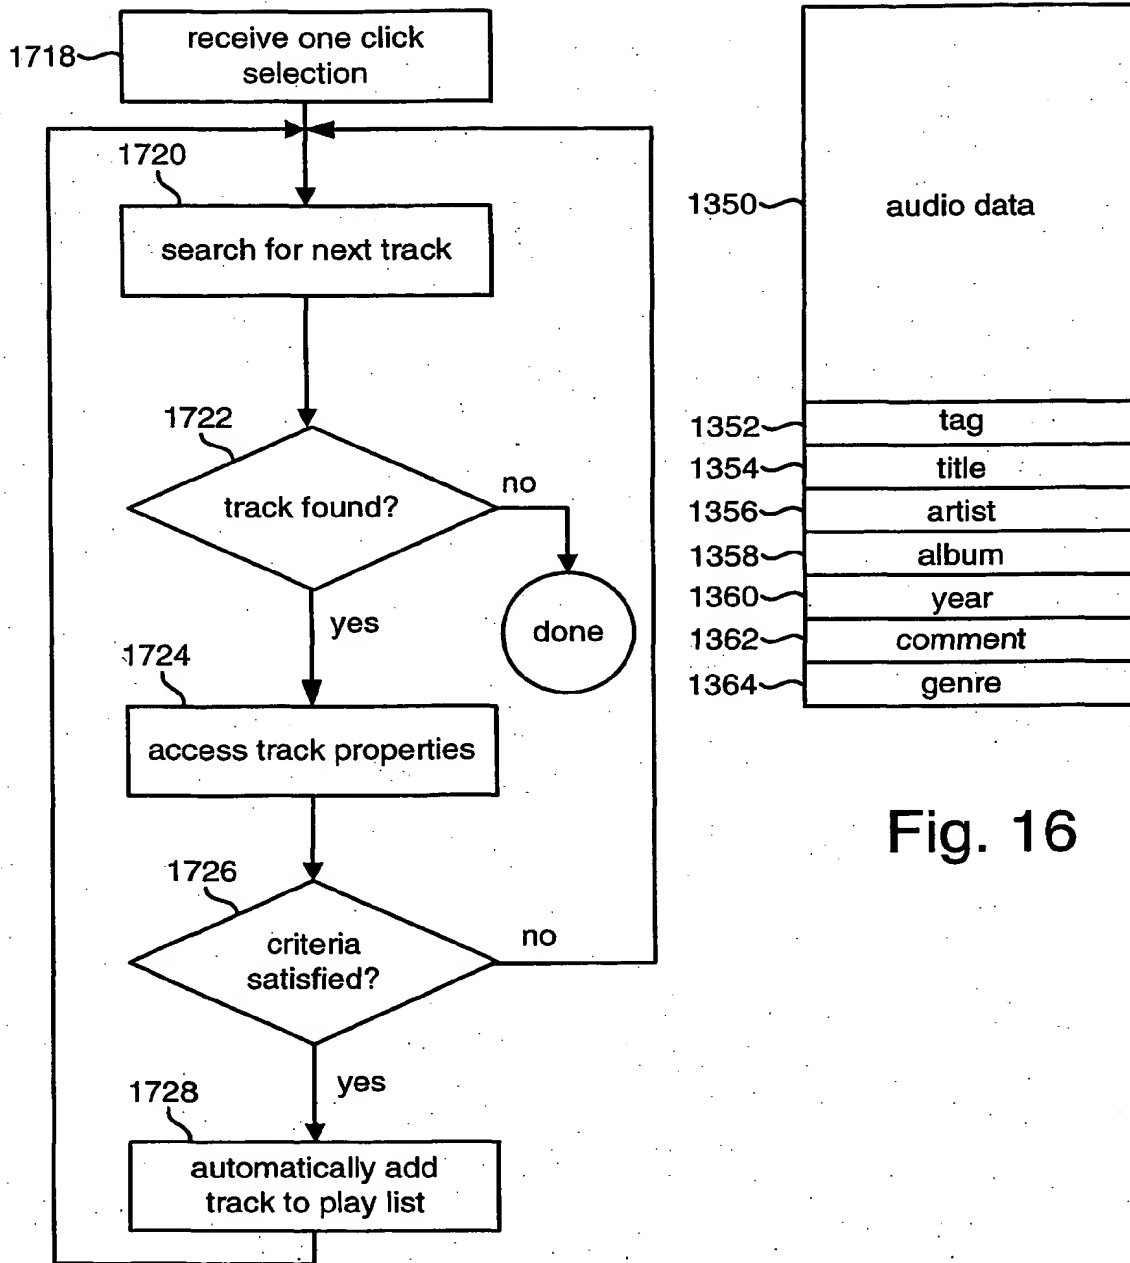 1718
receive one click
selection
1720
search for next track
1722
track found?
no
done
yes
1724
access track properties
1726
criteria
satisfied?
no
yes
1728
automatically add
track to play list
1350
audio data
1352
tag
1354
title
1356
artist
1358
album
1360
year
1362
comment
1364
genre
Fig. 16